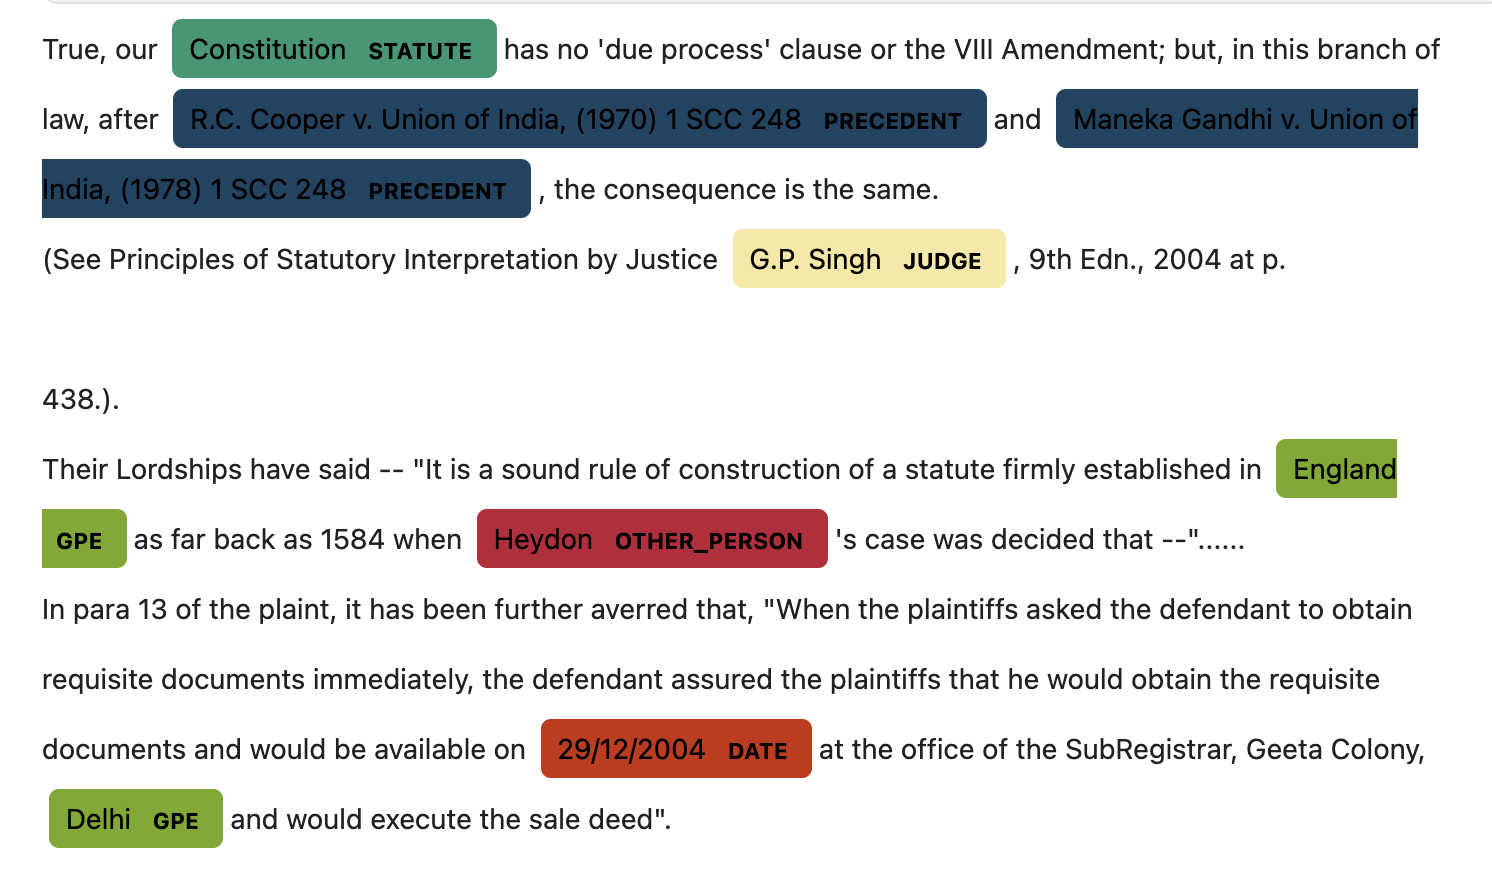 True, our Constitution STATUTE has no 'due process' clause or the VIII Amendment; but, in this branch of
law, after R.C. Cooper v. Union of India, (1970) 1 SCC 248 PRECEDENT and Maneka Gandhi v. Union of
India, (1978) 1 SCC 248 PRECEDENT , the consequence is the same.
(See Principles of Statutory Interpretation by Justice G.P. Singh JUDGE , 9th Edn., 2004 at p.
438.).
Their Lordships have said -- "It is a sound rule of construction of a statute firmly established in England
GPE as far back as 1584 when Heydon OTHER_PERSON 's case was decided that --"......
In para 13 of the plaint, it has been further averred that, "When the plaintiffs asked the defendant to obtain
requisite documents immediately, the defendant assured the plaintiffs that he would obtain the requisite
documents and would be available on 29/12/2004 DATE at the office of the SubRegistrar, Geeta Colony,
Delhi GPE and would execute the sale deed".